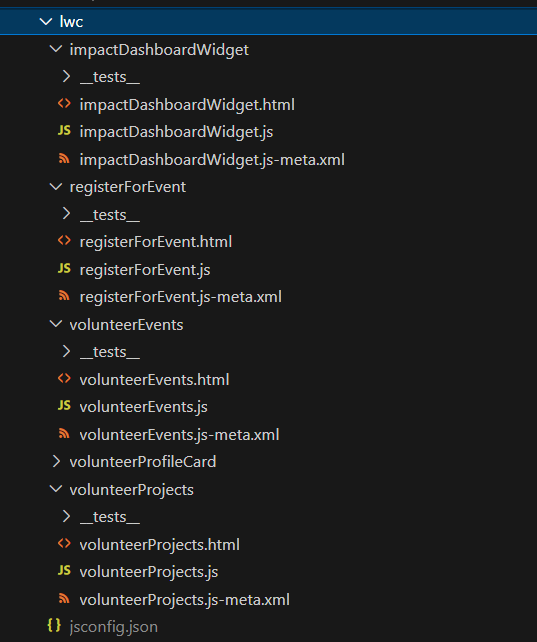 lwc
impactDashboardWidget
__tests__
<> impactDashboardWidget.html
JS impactDashboardWidget.js
impactDashboardWidget.js-meta.xml
registerForEvent
__tests__
<> registerForEvent.html
JS registerForEvent.js
registerForEvent.js-meta.xml
volunteerEvents
__tests__
<> volunteerEvents.html
JS volunteerEvents.js
volunteerEvents.js-meta.xml
volunteerProfileCard
volunteerProjects
__tests__
<> volunteerProjects.html
JS volunteerProjects.js
volunteerProjects.js-meta.xml
{} jsconfig.json